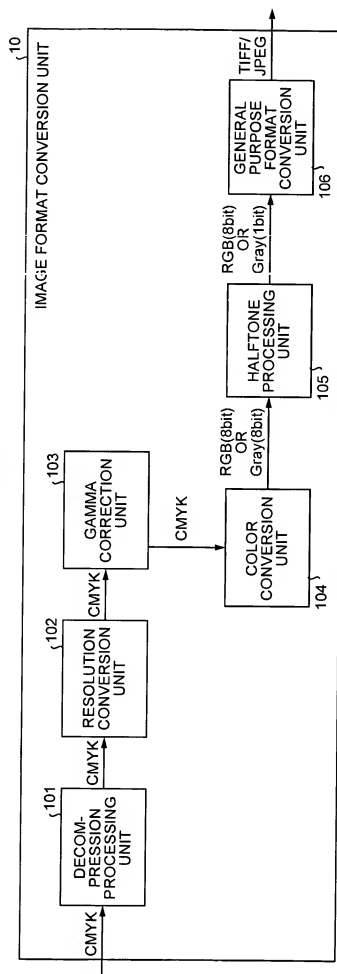 10
IMAGE FORMAT CONVERSION UNIT
CMYK
101
DECOM-
PRESSION
PROCESSING
UNIT
CMYK
102
RESOLUTION
CONVERSION
UNIT
CMYK
103
GAMMA
CORRECTION
UNIT
CMYK
COLOR
CONVERSION
UNIT
104
RGB(8bit)
OR
Gray(8bit)
HALFTONE
PROCESSING
UNIT
105
RGB(8bit)
OR
Gray(1bit)
GENERAL
PURPOSE
FORMAT
CONVERSION
UNIT
106
TIFF/
JPEG